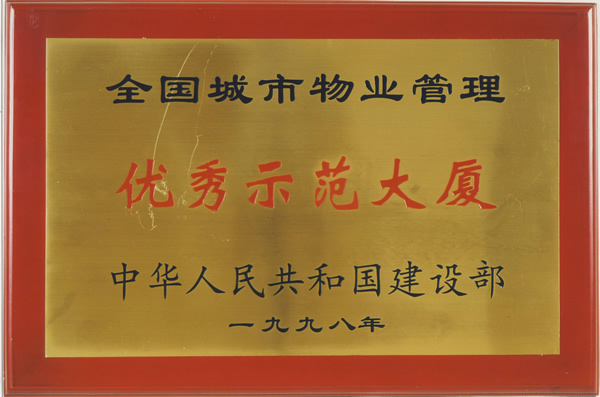 全国城市物业管理
优秀示范大厦
中华人民共和国建设部
一九九八年